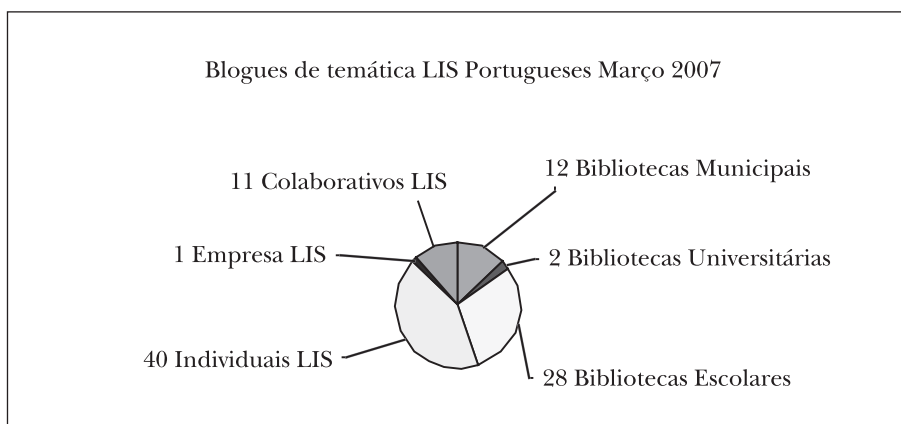 Blogues de temática LIS Portugueses Março 2007
11 Colaborativos LIS
12 Bibliotecas Municipais
1 Empresa LIS
2 Bibliotecas Universitárias
40 Individuais LIS
28 Bibliotecas Escolares